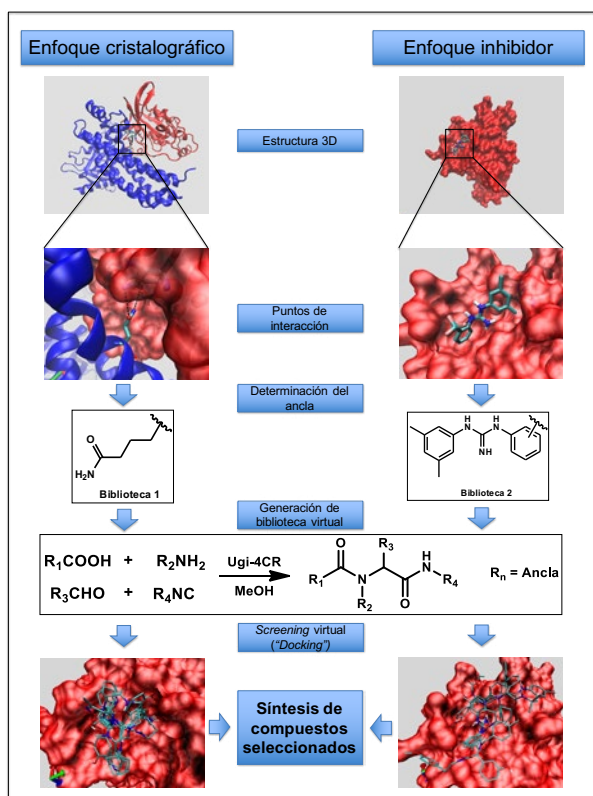 Enfoque cristalográfico
Enfoque inhibidor
Estructura 3D
Puntos de
interacción
Determinación del
ancla
O
H₂N
Biblioteca 1
H
N
H
N
NH
Biblioteca 2
Generación de
biblioteca virtual
R₁COOH + R₂NH₂
R₃CHO + R₄NC
Ugi-4CR
MeOH
O
R₁
N
R₂
R₃
O
H
N
R₄
Rₙ = Ancla
Screening virtual
(“Docking”)
Síntesis de
compuestos
seleccionados